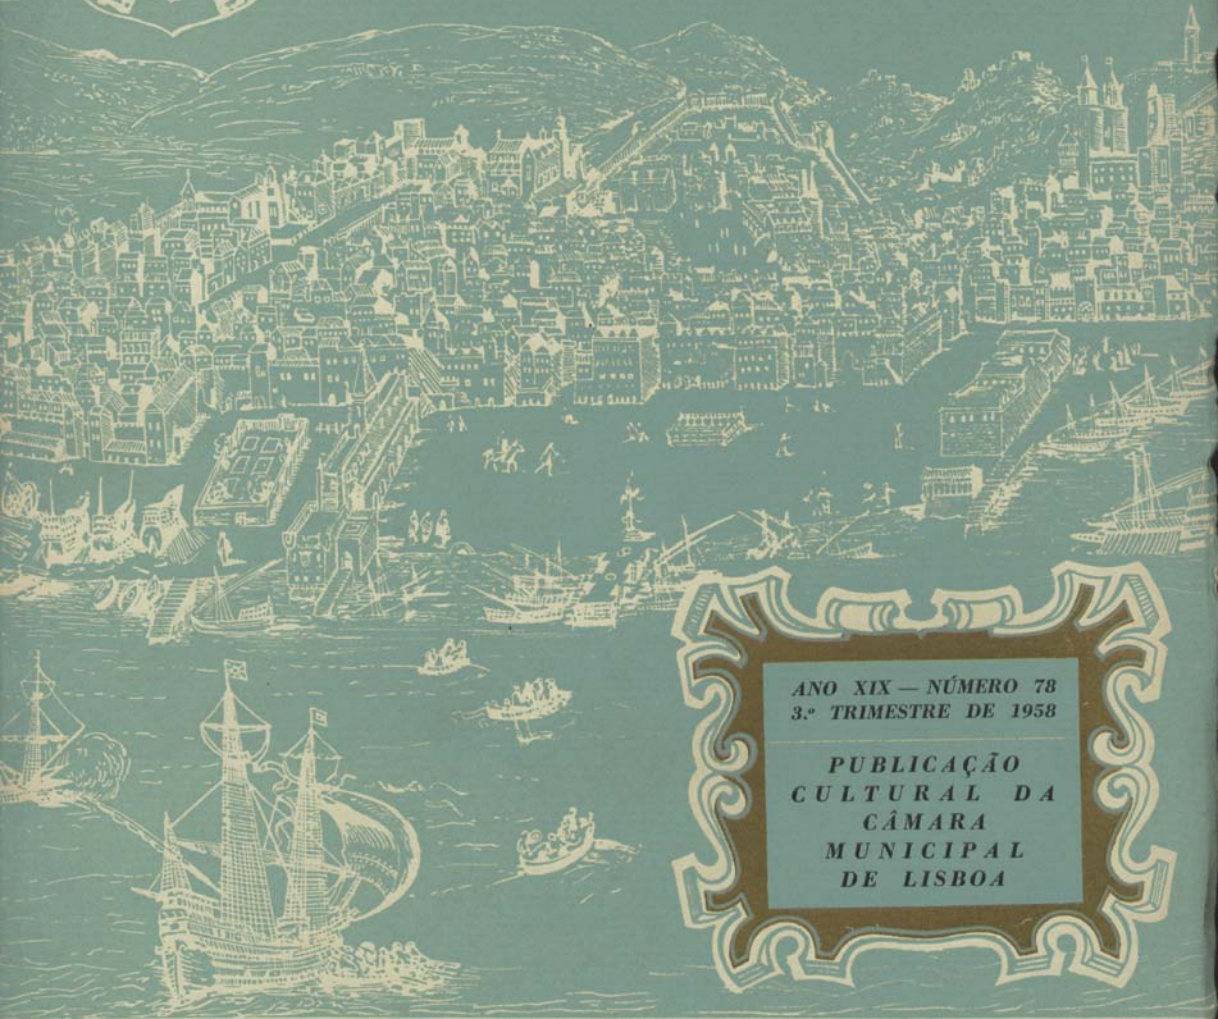 ANO XIX — NÚMERO 78
3.º TRIMESTRE DE 1958
PUBLICAÇÃO
CULTURAL DA
CÂMARA
MUNICIPAL
DE LISBOA